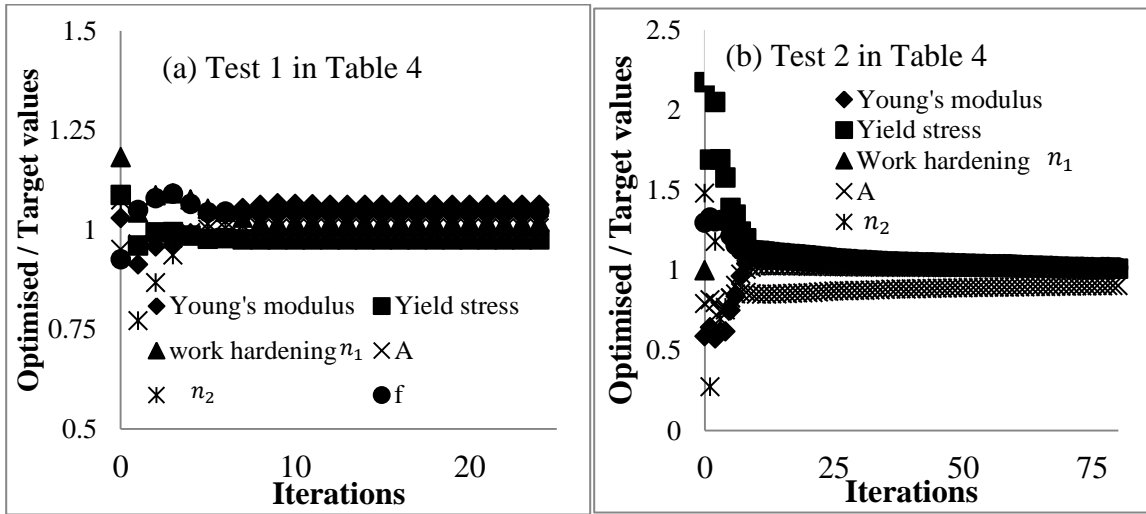 1.5
1.25
1
0.75
0.5
0
10
20
Optimised / Target values
Iterations
(a) Test 1 in Table 4
Young's modulus
Yield stress
work hardening n₁
A
n₂
f
2.5
2
1.5
1
0.5
0
0
25
50
75
Optimised / Target values
Iterations
(b) Test 2 in Table 4
Young's modulus
Yield stress
Work hardening n₁
A
n₂